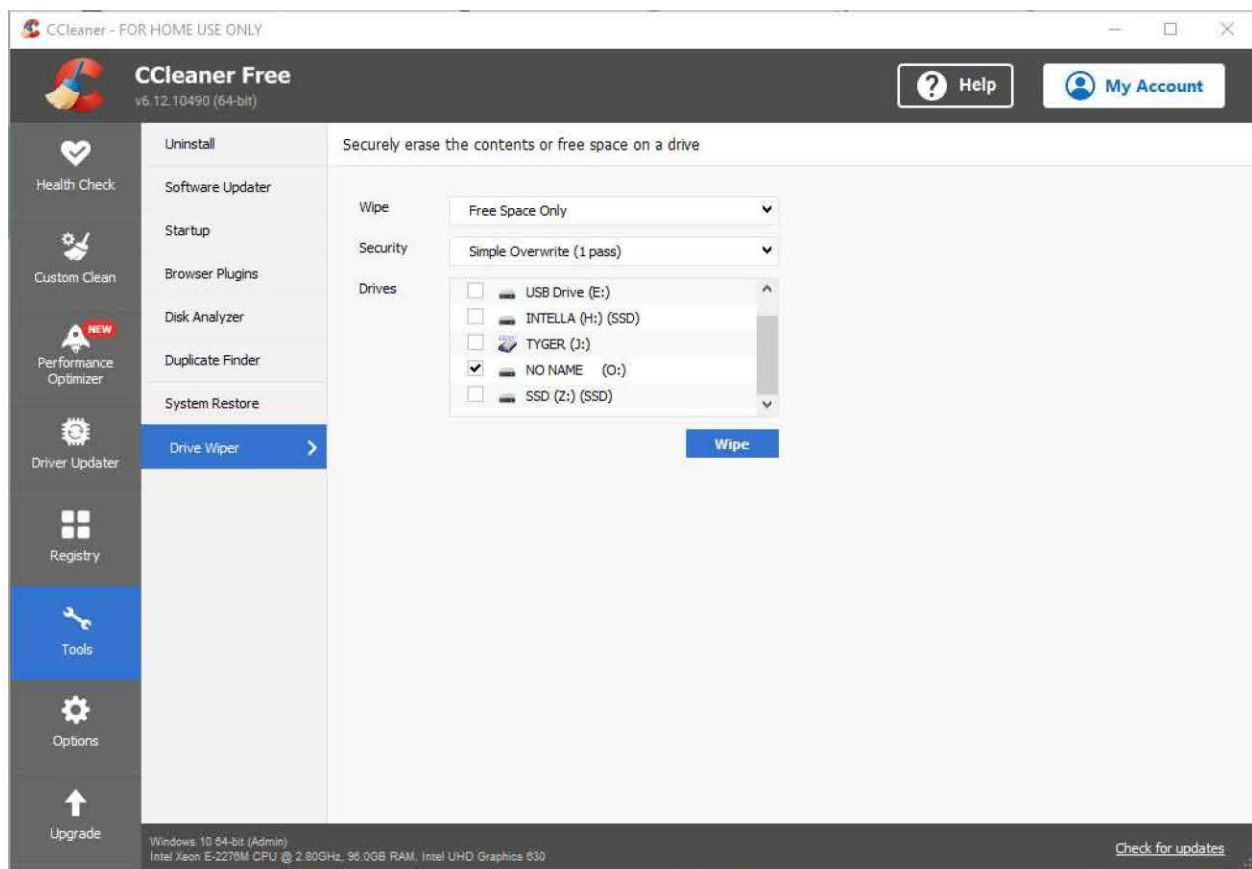 CCleaner - FOR HOME USE ONLY
CCleaner Free
v6.12.10490 (64-bit)
Help
My Account
Health Check
Custom Clean
NEW
Performance
Optimizer
Driver Updater
Registry
Tools
Options
Upgrade
Uninstall
Software Updater
Startup
Browser Plugins
Disk Analyzer
Duplicate Finder
System Restore
Drive Wiper
Securely erase the contents or free space on a drive
Wipe Free Space Only
Security Simple Overwrite (1 pass)
Drives USB Drive (E:)
INTELLA (H:) (SSD)
TYGER (J:)
NO NAME (O:)
SSD (Z:) (SSD)
Wipe
Windows 10 64-bit (Admin)
Intel Xeon E-2276M CPU @ 2.80GHz, 96.0GB RAM, Intel UHD Graphics 630
Check for updates